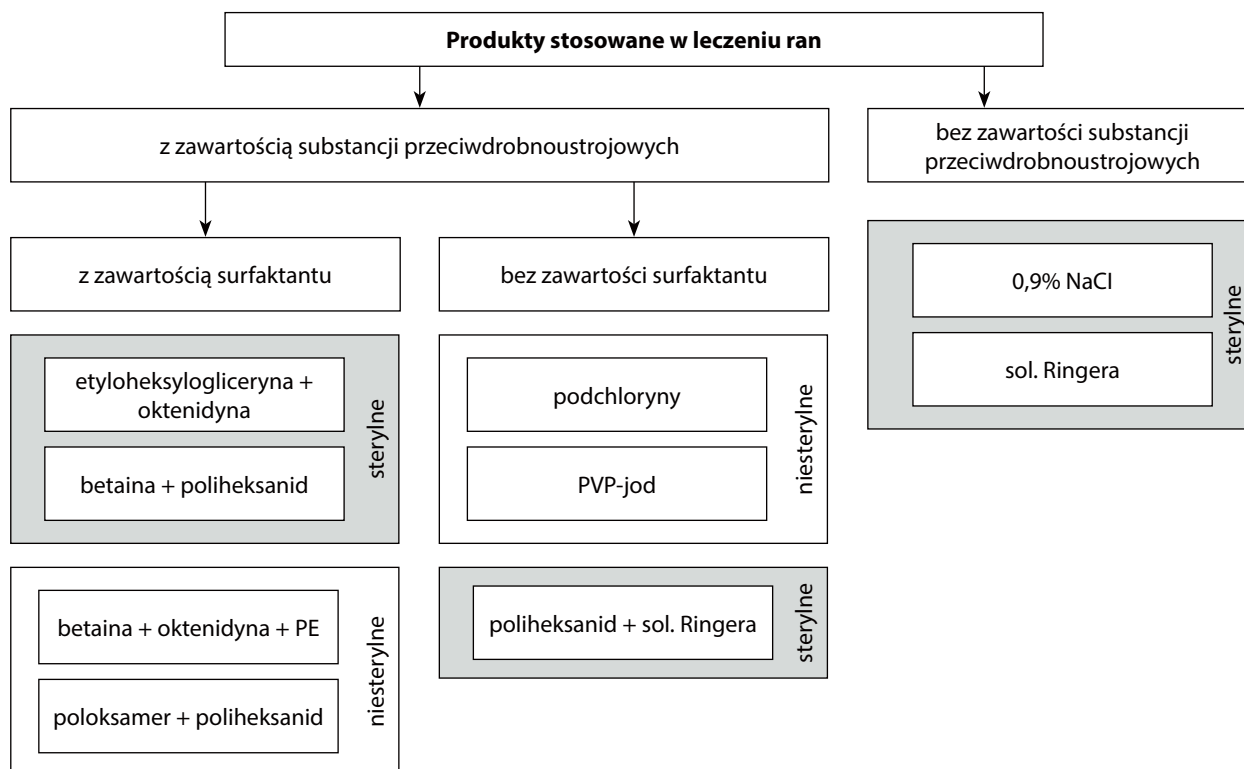 Produkty stosowane w leczeniu ran
z zawartością substancji przeciwdrobnoustrojowych
bez zawartości substancji
przeciwdrobnoustrojowych
z zawartością surfaktantu
bez zawartości surfaktantu
etyloheksylogliceryna +
oktenidyna
betaina + poliheksanid
sterylne
betaina + oktenidyna + PE
poloksamer + poliheksanid
niesterylne
podchloryny
PVP-jod
niesterylne
poliheksanid + sol. Ringera
sterylne
0,9% NaCl
sol. Ringera
sterylne